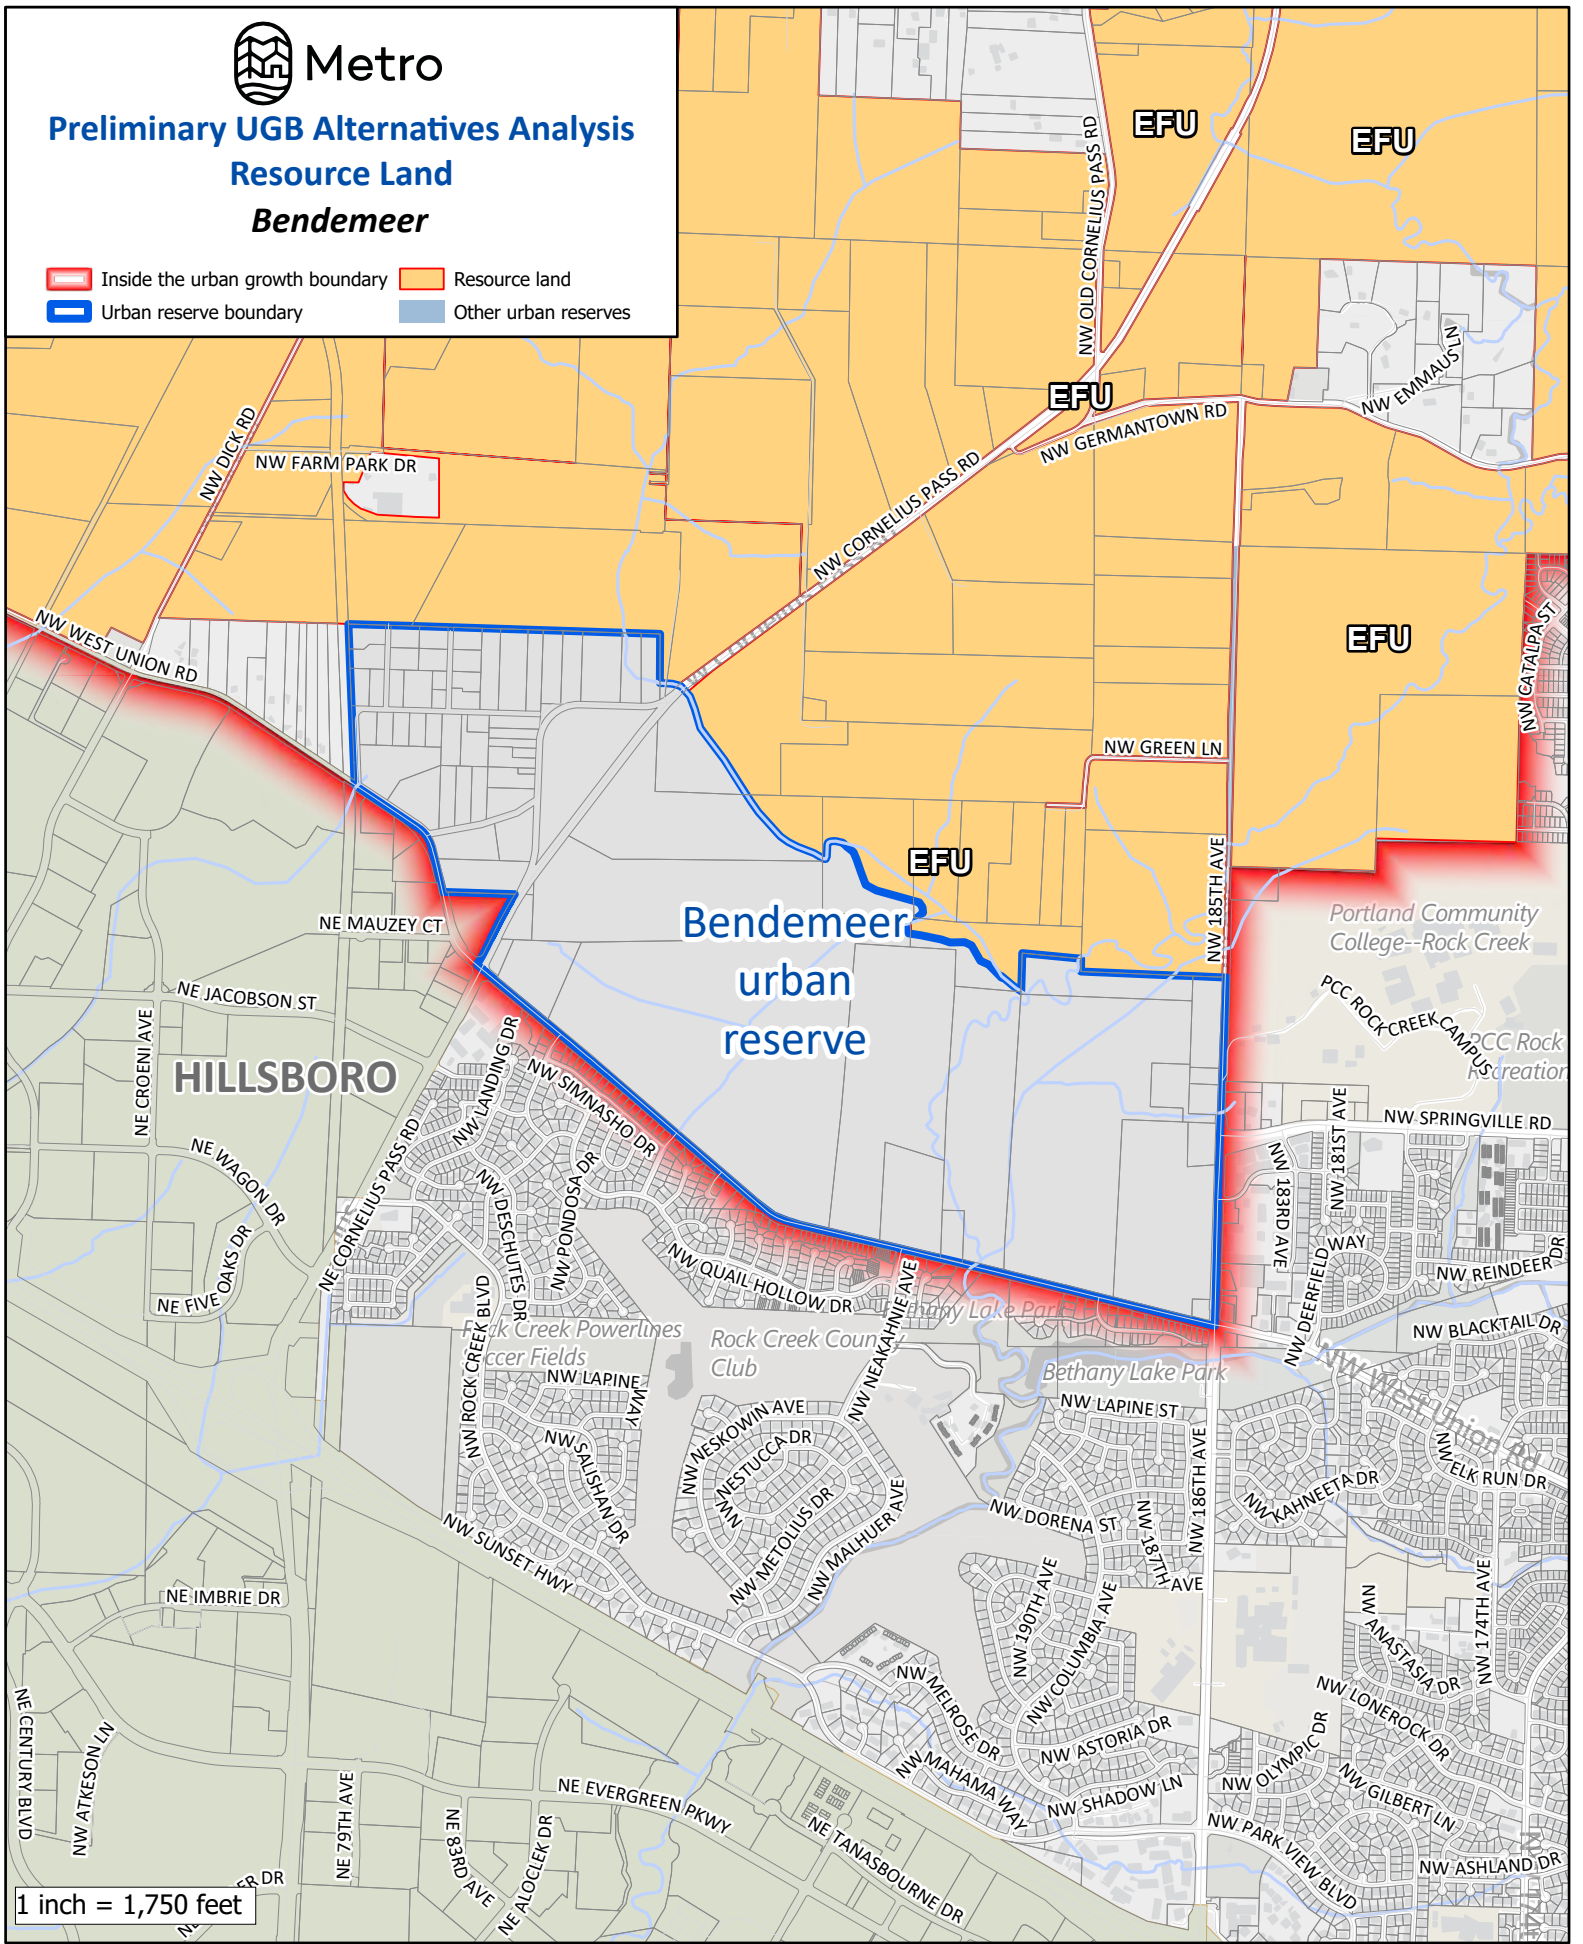 Metro
Preliminary UGB Alternatives Analysis
Resource Land
Bendemeer
Inside the urban growth boundary
Resource land
Urban reserve boundary
Other urban reserves
EFU
EFU
NW OLD CORNELIUS PASS RD
NW EMMAUS LN
EFU
NW GERMANTOWN RD
NW DICK RD
NW FARM PARK DR
NW CORNELIUS PASS RD
NW WEST UNION RD
EFU
NW CATALPA ST
NW GREEN LN
EFU
NW 185TH AVE
NE MAUZEY CT
Bendemeer
urban
reserve
Portland Community
College--Rock Creek
PCC ROCK CREEK CAMPUS
PCC Rock
Recreation
NE JACOBSON ST
NE CROENI AVE
HILLSBORO
NW LANDING DR
NW SIMNASHO DR
NW SPRINGVILLE RD
NW 181ST AVE
NW 183RD AVE
NE WAGON DR
NE CORNELIUS PASS RD
NW DESCHUTES DR
NW PONDOSA DR
NE FIVE OAKS DR
NW QUAIL HOLLOW DR
NW DEERFIELD WAY
NW REINDEER DR
NW ROCK CREEK BLVD
Rock Creek Powerlines
Soccer Fields
Rock Creek Country
Club
NW NEAKAHNIE AVE
Bethany Lake Park
Bethany Lake Park
NW BLACKTAIL DR
NW West Union Rd
NW LAPINE WAY
NW LAPINE ST
NW NESKOWIN AVE
NW NESTUCCA DR
NW SALISHAN DR
NW METOLIUS DR
NW MALHUER AVE
NW 186TH AVE
NW ELK RUN DR
NW KAHNEETA DR
NW DORENA ST
NW 187TH AVE
NW SUNSET HWY
NE IMBRIE DR
NW 190TH AVE
NW COLUMBIA AVE
NW ANASTASIA DR
NW 174TH AVE
NW MELROSE DR
NW LONEROCK DR
NW ASTORIA DR
NW OLYMPIC DR
NW MAHAMA WAY
NW SHADOW LN
NW GILBERT LN
NE CENTURY BLVD
NW ATKESON LN
NE 79TH AVE
NE 83RD AVE
NE ALOCLEK DR
NE EVERGREEN PKWY
NE TANASBOURNE DR
NW PARK VIEW BLVD
NW ASHLAND DR
1 inch = 1,750 feet